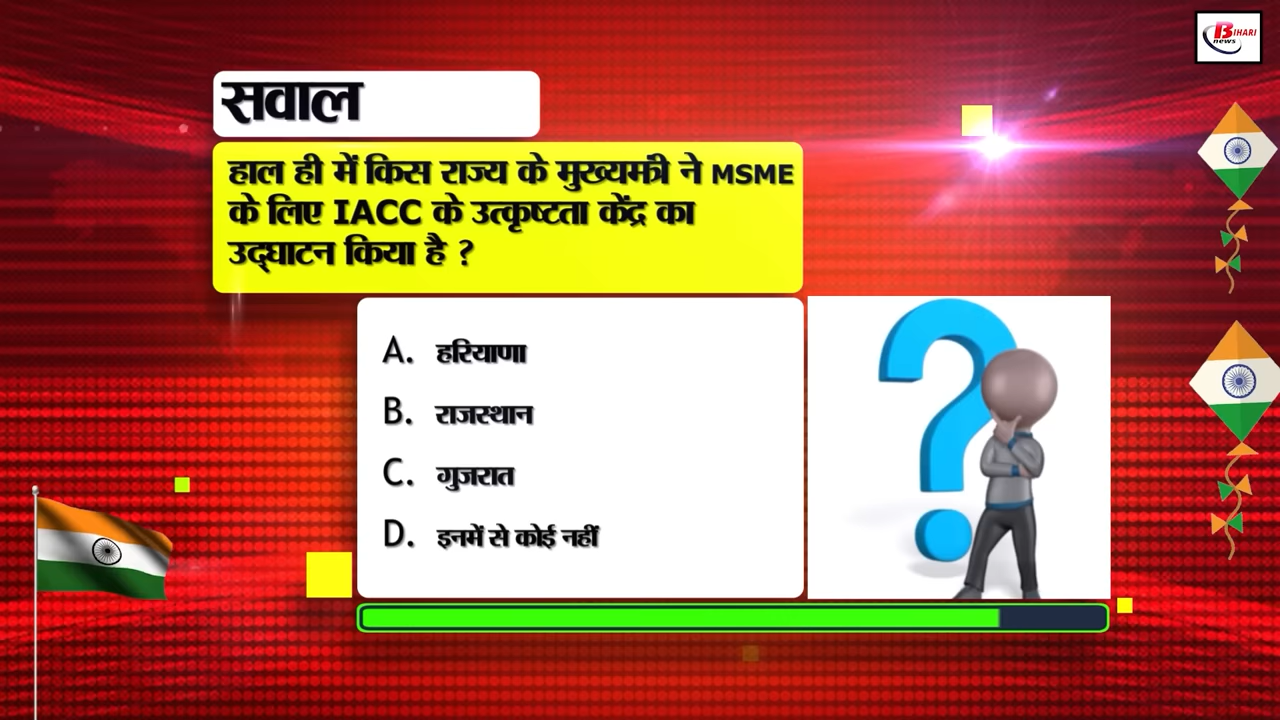 BIHARI
news
सवाल
हाल ही में किस राज्य के मुख्यमंत्री ने MSME
के लिए IACC के उत्कृष्टता केंद्र का
उद्घाटन किया है ?
A. हरियाणा
B. राजस्थान
C. गुजरात
D. इनमें से कोई नहीं